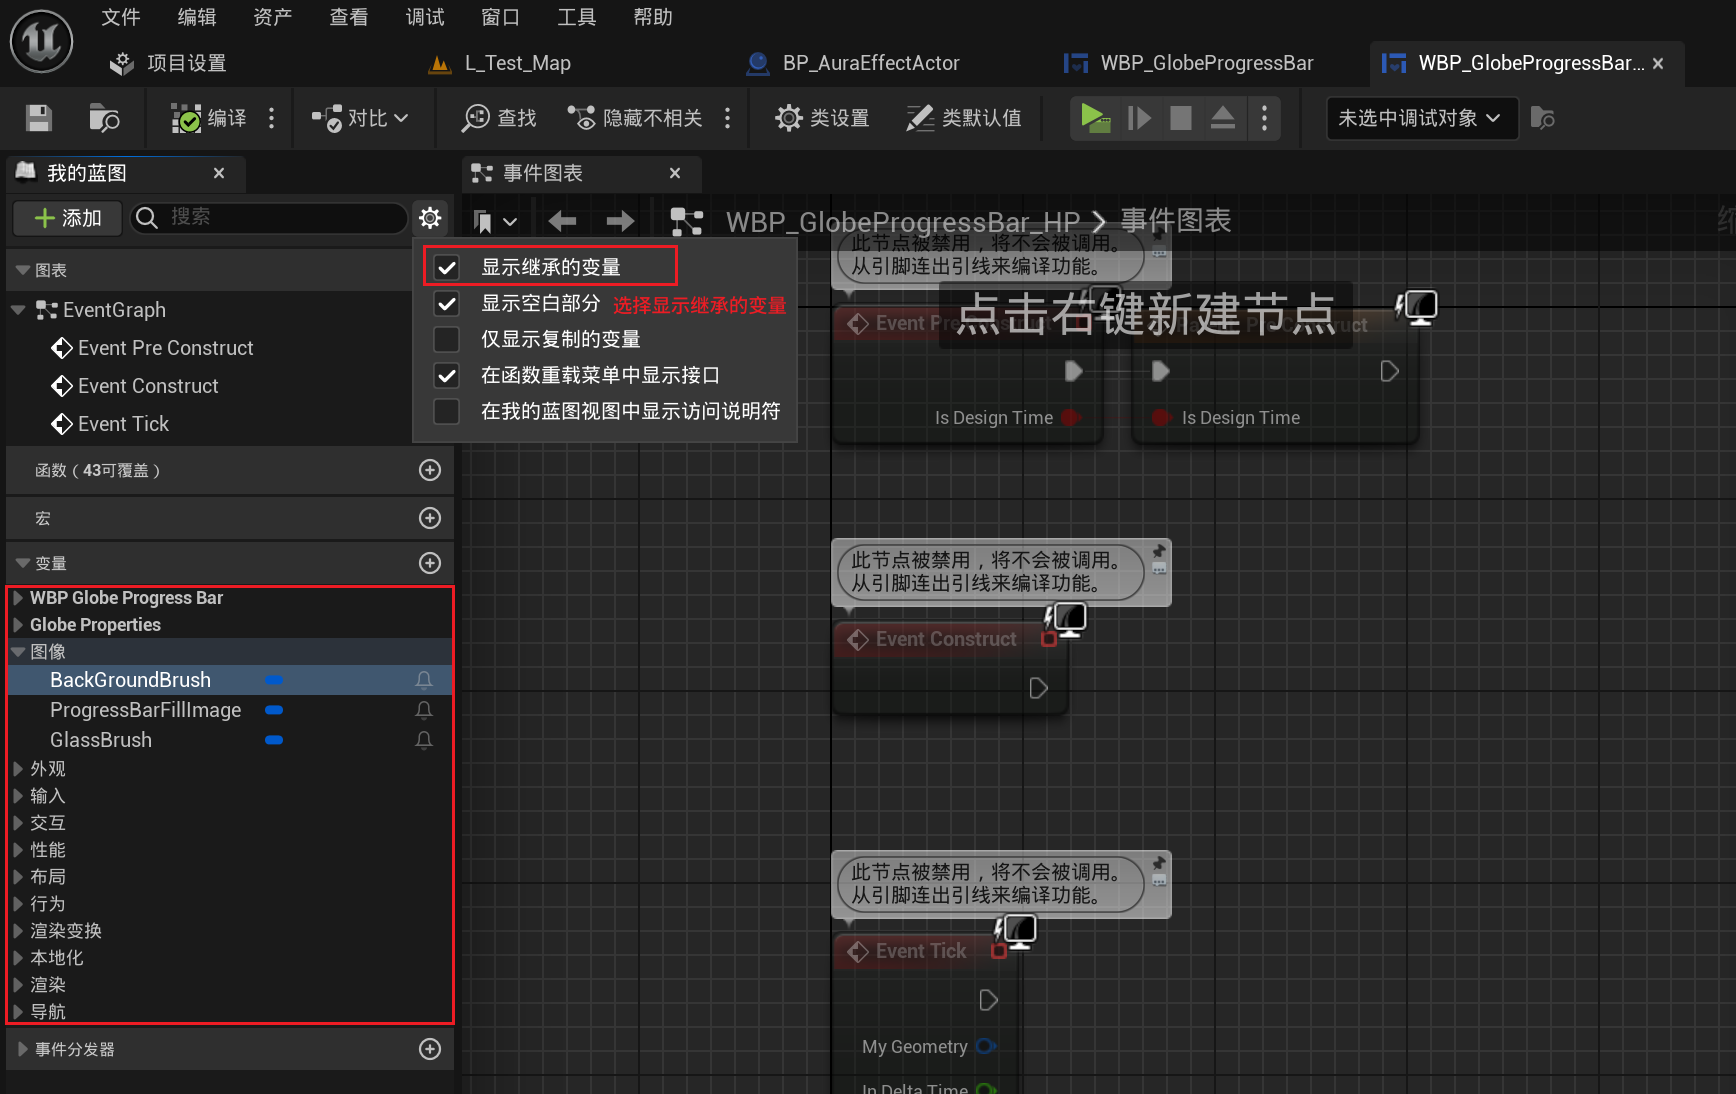 文件 编辑 资产 查看 调试 窗口 工具 帮助
项目设置 L_Test_Map BP_AuraEffectActor WBP_GlobeProgressBar WBP_GlobeProgressBar...
编译 对比 查找 隐藏不相关 类设置 类默认值 未选中调试对象
我的蓝图 事件图表
添加 搜索 WBP_GlobeProgressBar_HP 事件图表
显示继承的变量
显示空白部分 选择显示继承的变量
仅显示复制的变量
在函数重载菜单中显示接口
在我的蓝图视图中显示访问说明符
图表
EventGraph
Event Pre Construct
Event Construct
Event Tick
函数（43可覆盖）
宏
变量
WBP Globe Progress Bar
Globe Properties
图像
BackGroundBrush
ProgressBarFillImage
GlassBrush
外观
输入
交互
性能
布局
行为
渲染变换
本地化
渲染
导航
事件分发器
此节点被禁用，将不会被调用。
从引脚连出引线来编译功能。
点击右键新建节点
Is Design Time Is Design Time
此节点被禁用，将不会被调用。
从引脚连出引线来编译功能。
Event Construct
此节点被禁用，将不会被调用。
从引脚连出引线来编译功能。
Event Tick
My Geometry
In Delta Time